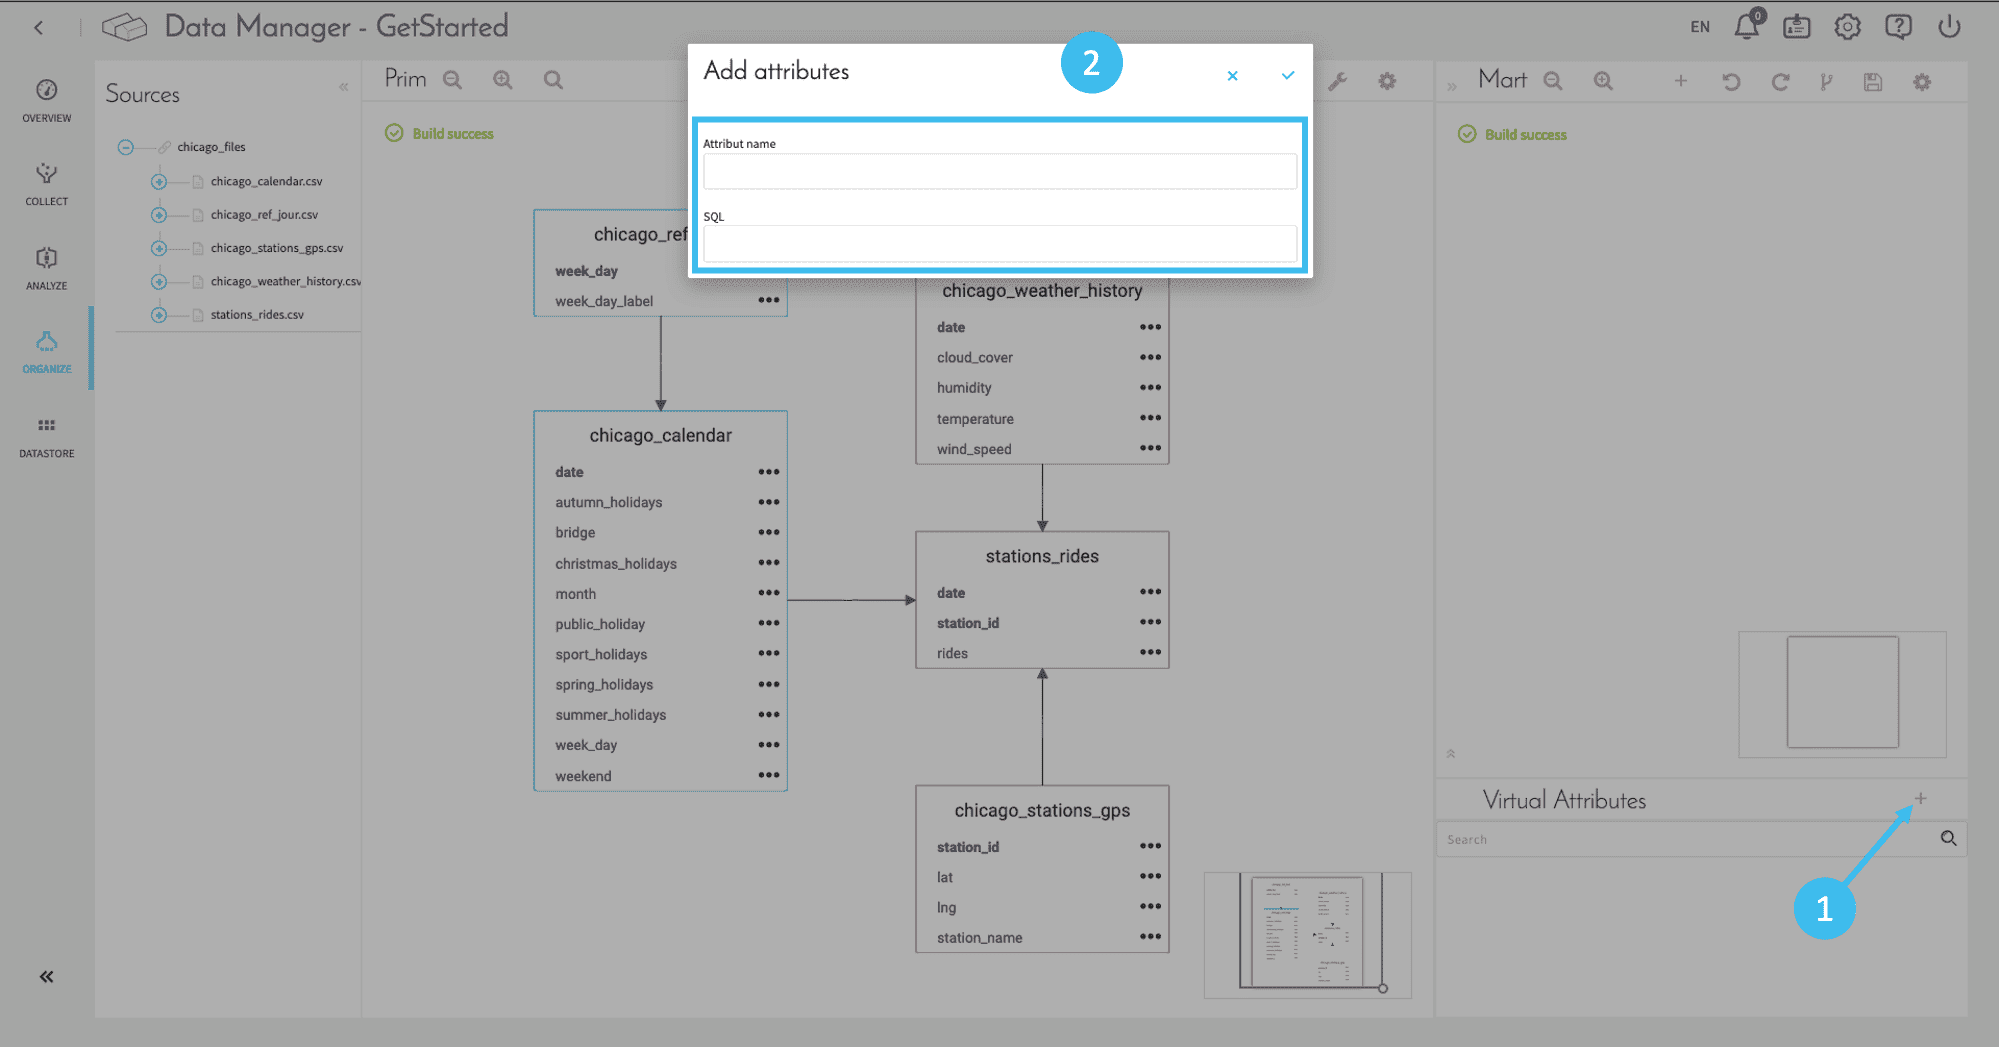 Data Manager - GetStarted
EN
0
OVERVIEW
COLLECT
ANALYZE
ORGANIZE
DATASTORE
Sources
chicago_files
chicago_calendar.csv
chicago_ref_jour.csv
chicago_stations_gps.csv
chicago_weather_history.csv
stations_rides.csv
Prim
Build success
Add attributes
2
Attribut name
SQL
chicago_ref
week_day
week_day_label
chicago_calendar
date
autumn_holidays
bridge
christmas_holidays
month
public_holiday
sport_holidays
spring_holidays
summer_holidays
week_day
weekend
chicago_weather_history
date
cloud_cover
humidity
temperature
wind_speed
stations_rides
date
station_id
rides
chicago_stations_gps
station_id
lat
lng
station_name
Mart
Build success
Virtual Attributes
Search
1